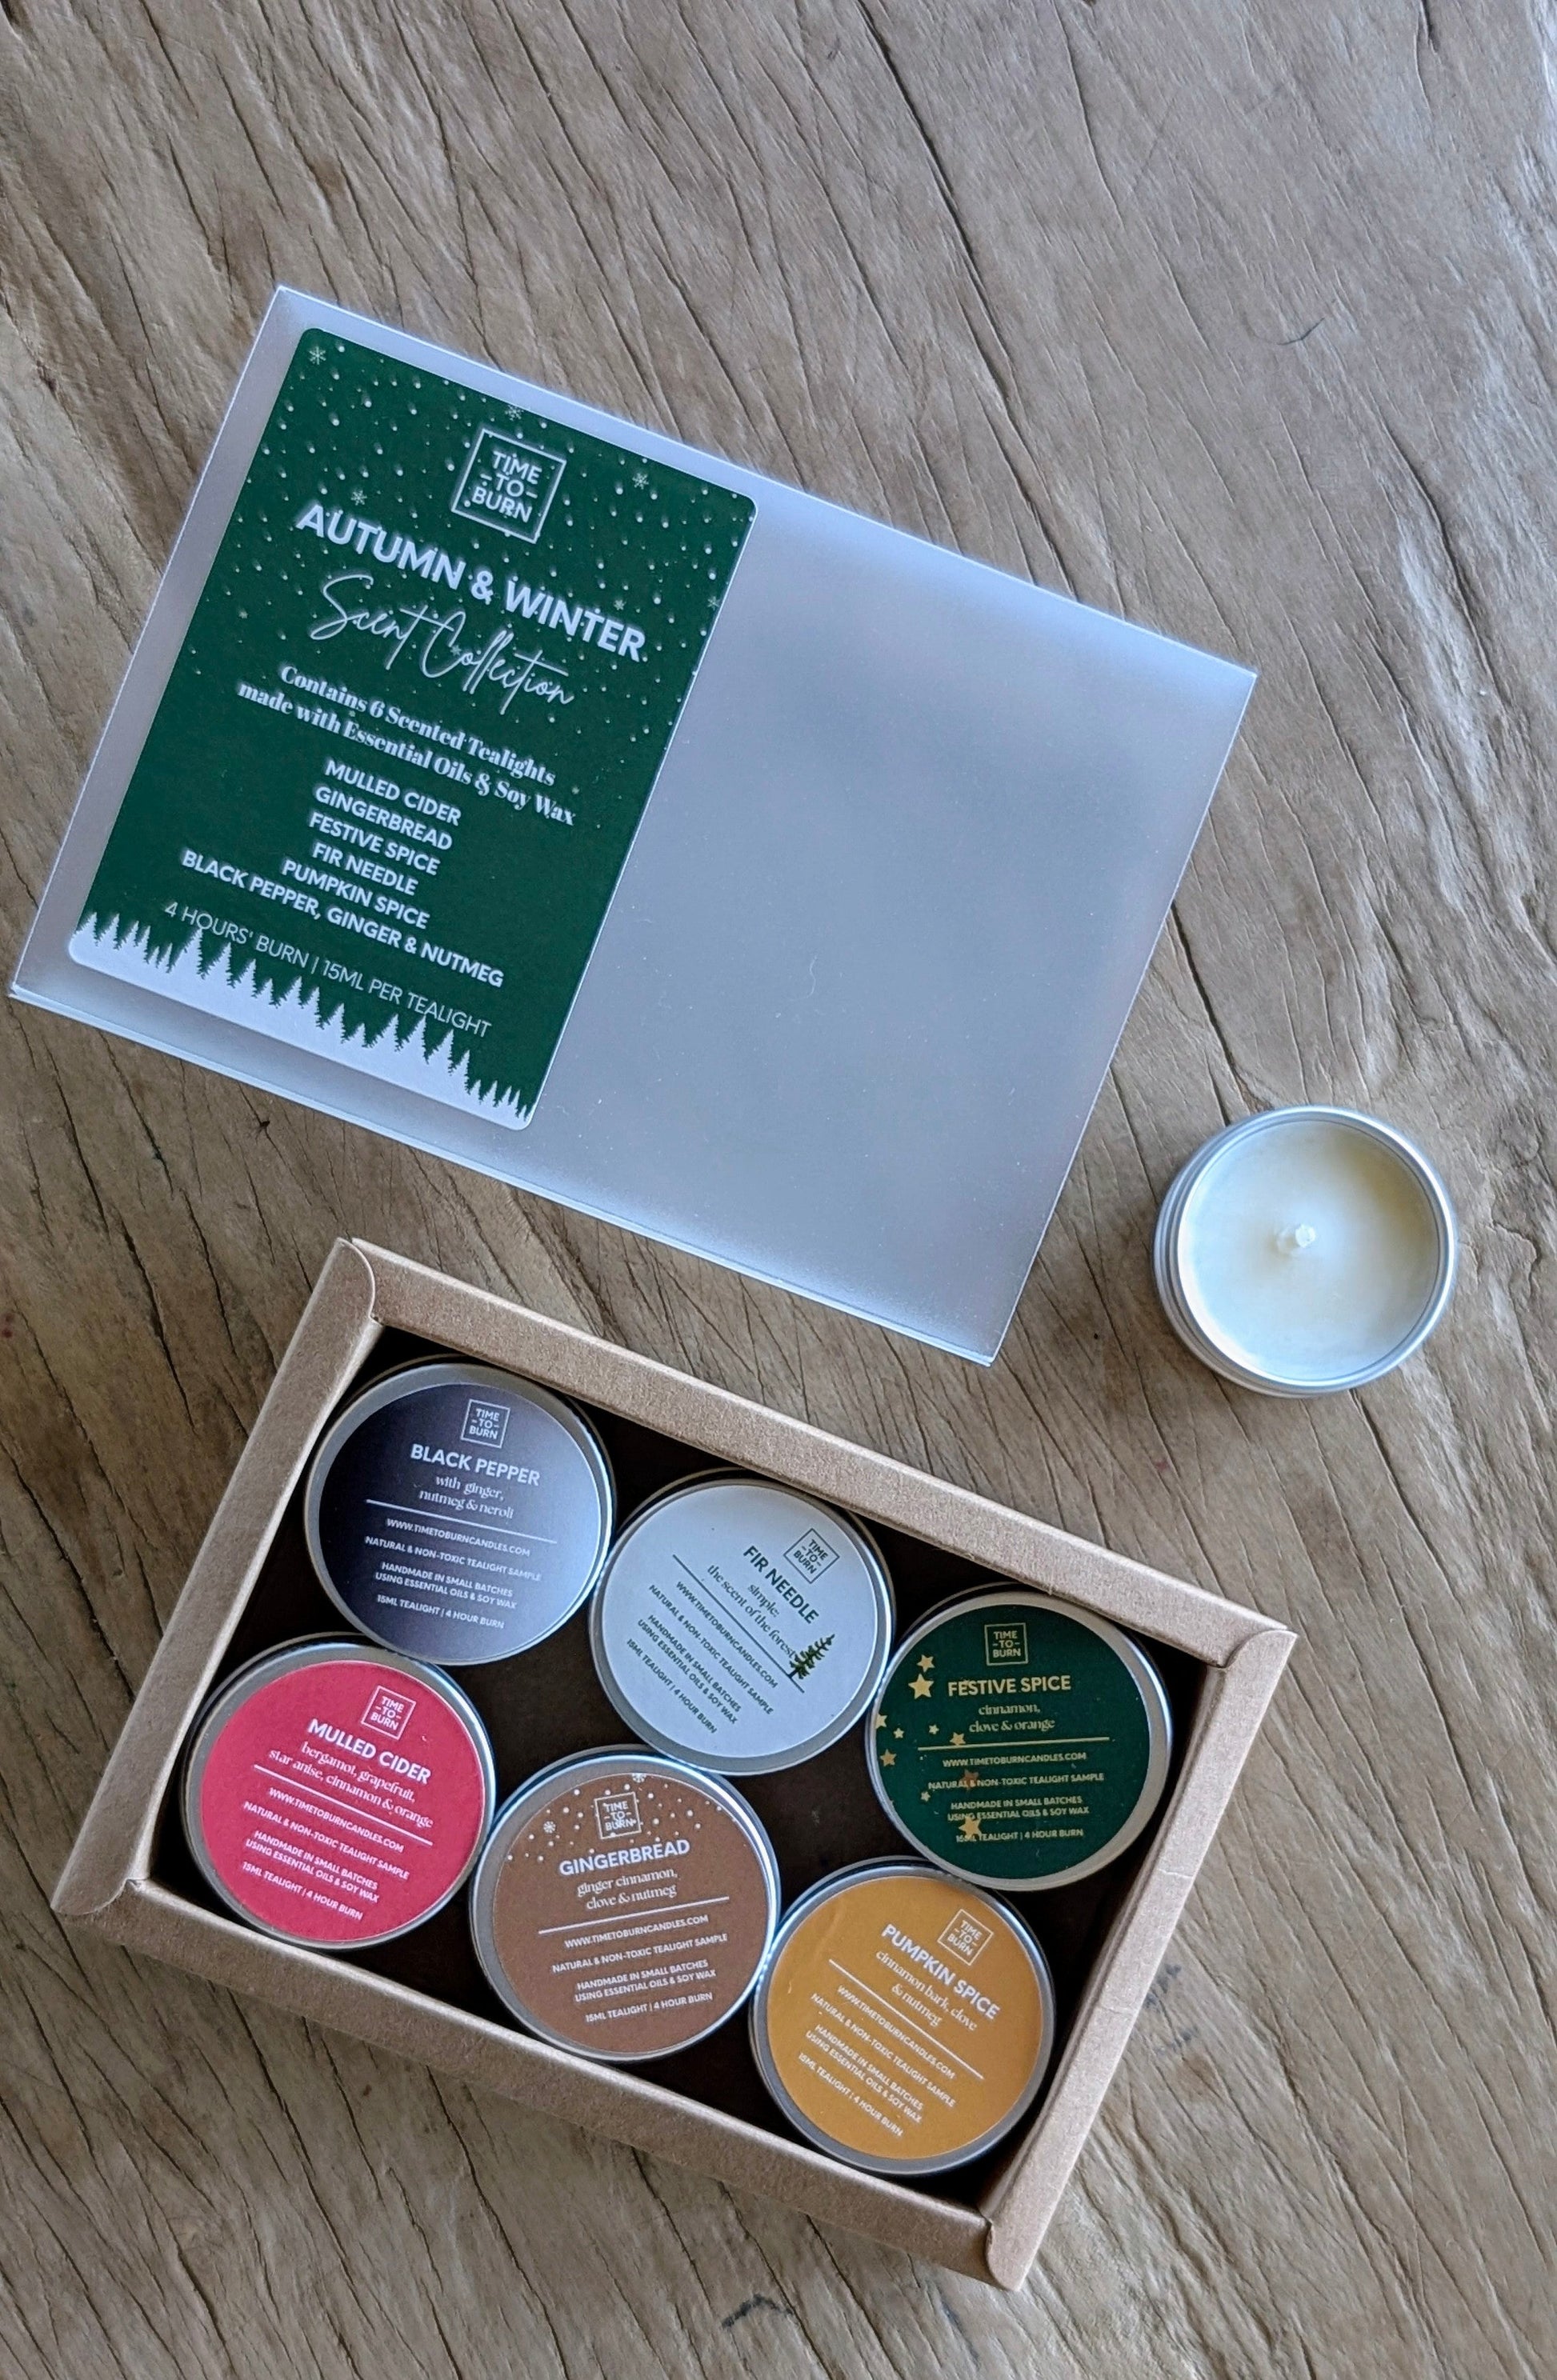 TIME
-TO-
BURN
AUTUMN & WINTER
Scent Collection
Contains 6 Scented Tealights
made with Essential Oils & Soy Wax
MULLED CIDER
GINGERBREAD
FESTIVE SPICE
FIR NEEDLE
PUMPKIN SPICE
BLACK PEPPER, GINGER & NUTMEG
4 HOURS' BURN | 15ML PER TEALIGHT
TIME
-TO-
BURN
BLACK PEPPER
with ginger,
nutmeg & neroli
WWW.TIMETOBURNCANDLES.COM
NATURAL & NON-TOXIC TEALIGHT SAMPLE
HANDMADE IN SMALL BATCHES
USING ESSENTIAL OILS & SOY WAX
15ML TEALIGHT | 4 HOUR BURN
TIME
-TO-
BURN
FIR NEEDLE
simple:
the scent of the forest
WWW.TIMETOBURNCANDLES.COM
NATURAL & NON-TOXIC TEALIGHT SAMPLE
HANDMADE IN SMALL BATCHES
USING ESSENTIAL OILS & SOY WAX
15ML TEALIGHT | 4 HOUR BURN
TIME
-TO-
BURN
FESTIVE SPICE
cinnamon,
clove & orange
WWW.TIMETOBURNCANDLES.COM
NATURAL & NON-TOXIC TEALIGHT SAMPLE
HANDMADE IN SMALL BATCHES
USING ESSENTIAL OILS & SOY WAX
15ML TEALIGHT | 4 HOUR BURN
TIME
-TO-
BURN
MULLED CIDER
bergamot, grapefruit,
star anise, cinnamon & orange
WWW.TIMETOBURNCANDLES.COM
NATURAL & NON-TOXIC TEALIGHT SAMPLE
HANDMADE IN SMALL BATCHES
USING ESSENTIAL OILS & SOY WAX
15ML TEALIGHT | 4 HOUR BURN
TIME
-TO-
BURN
GINGERBREAD
ginger cinnamon,
clove & nutmeg
WWW.TIMETOBURNCANDLES.COM
NATURAL & NON-TOXIC TEALIGHT SAMPLE
HANDMADE IN SMALL BATCHES
USING ESSENTIAL OILS & SOY WAX
15ML TEALIGHT | 4 HOUR BURN
TIME
-TO-
BURN
PUMPKIN SPICE
cinnamon bark, clove
& nutmeg
WWW.TIMETOBURNCANDLES.COM
NATURAL & NON-TOXIC TEALIGHT SAMPLE
HANDMADE IN SMALL BATCHES
USING ESSENTIAL OILS & SOY WAX
15ML TEALIGHT | 4 HOUR BURN